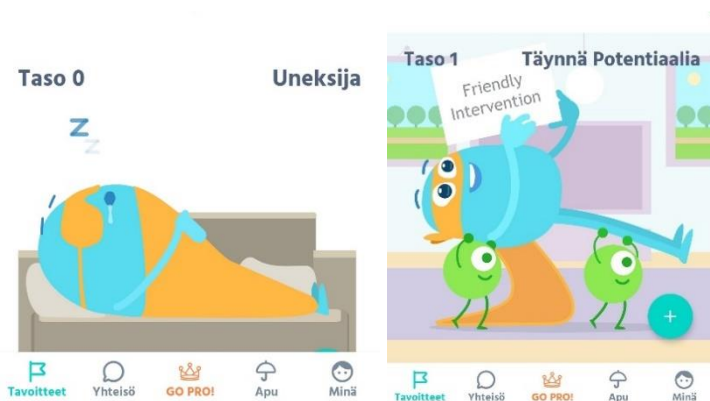 Taso 0
Uneksija
Z
Z
Tavoitteet
Yhteisö
GO PRO!
Apu
Minä
Taso 1
Täynnä Potentiaalia
Friendly
Intervention
+
Tavoitteet
Yhteisö
GO PRO!
Apu
Minä